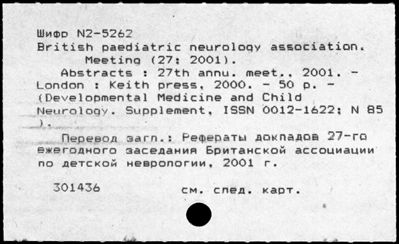 Шифр N2-5262
British paediatric neurology association.
Meeting (27; 2001).
Abstracts : 27th annu. meet., 2001. -
London : Keith press, 2000. - 50 p. -
(Developmental Medicine and Child
Neurology. Supplement, ISSN 0012-1622; N 85
).
Перевод загл.: Рефераты докладов 27-го
ежегодного заседания Британской ассоциации
по детской неврологии, 2001 г.
301436 см. след. карт.